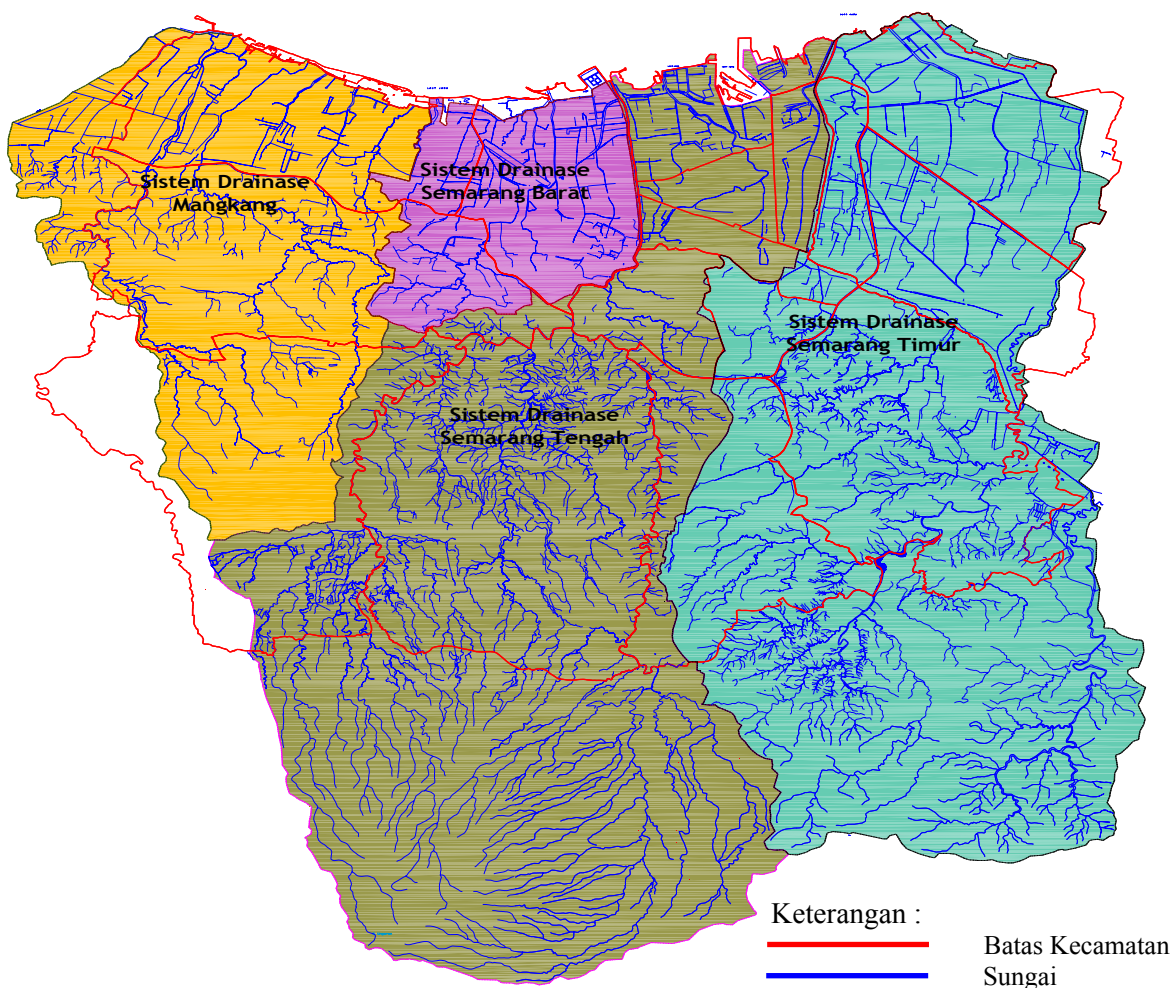 Sistem Drainase
Mangkang
Sistem Drainase
Semarang Barat
Sistem Drainase
Semarang Timur
Sistem Drainase
Semarang Tengah
Keterangan :
Batas Kecamatan
Sungai